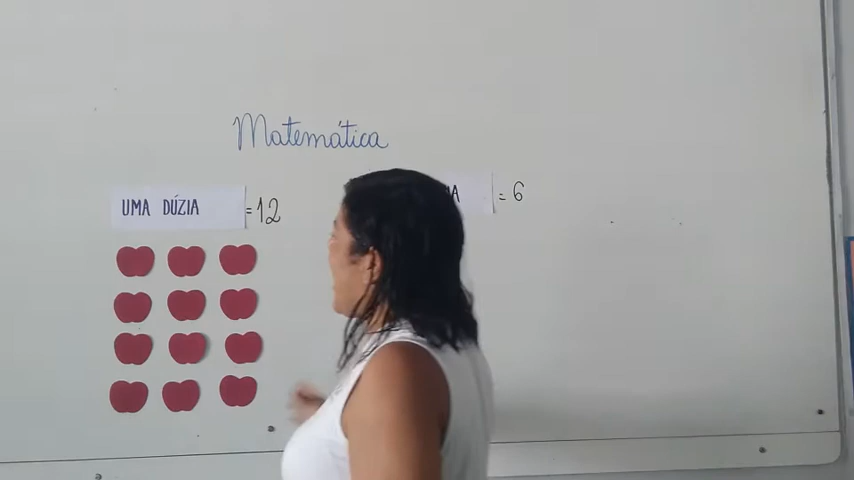 Matemática
UMA DÚZIA = 12
= 6